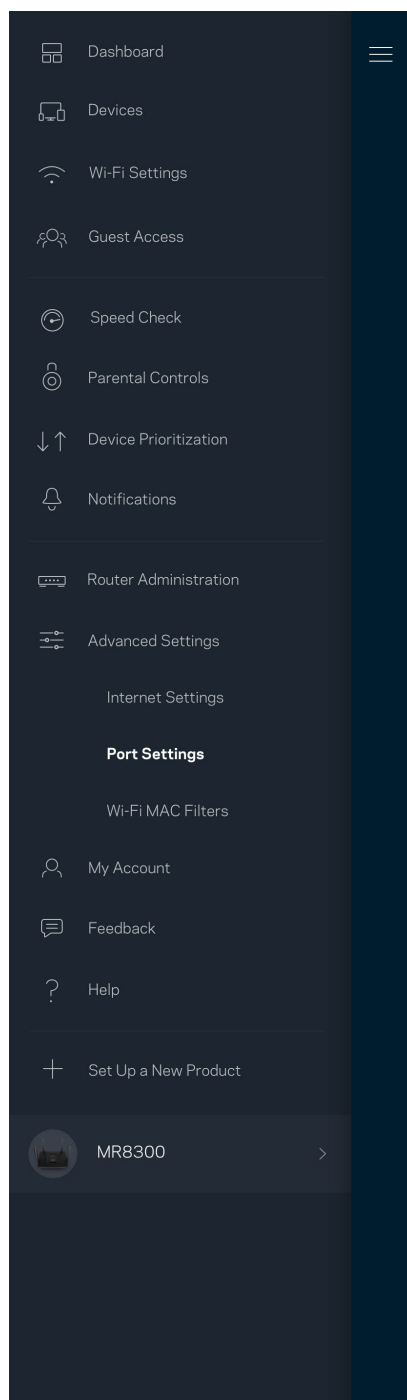 Dashboard
Devices
Wi-Fi Settings
Guest Access
Speed Check
Parental Controls
Device Prioritization
Notifications
Router Administration
Advanced Settings
Internet Settings
Port Settings
Wi-Fi MAC Filters
My Account
Feedback
Help
Set Up a New Product
MR8300